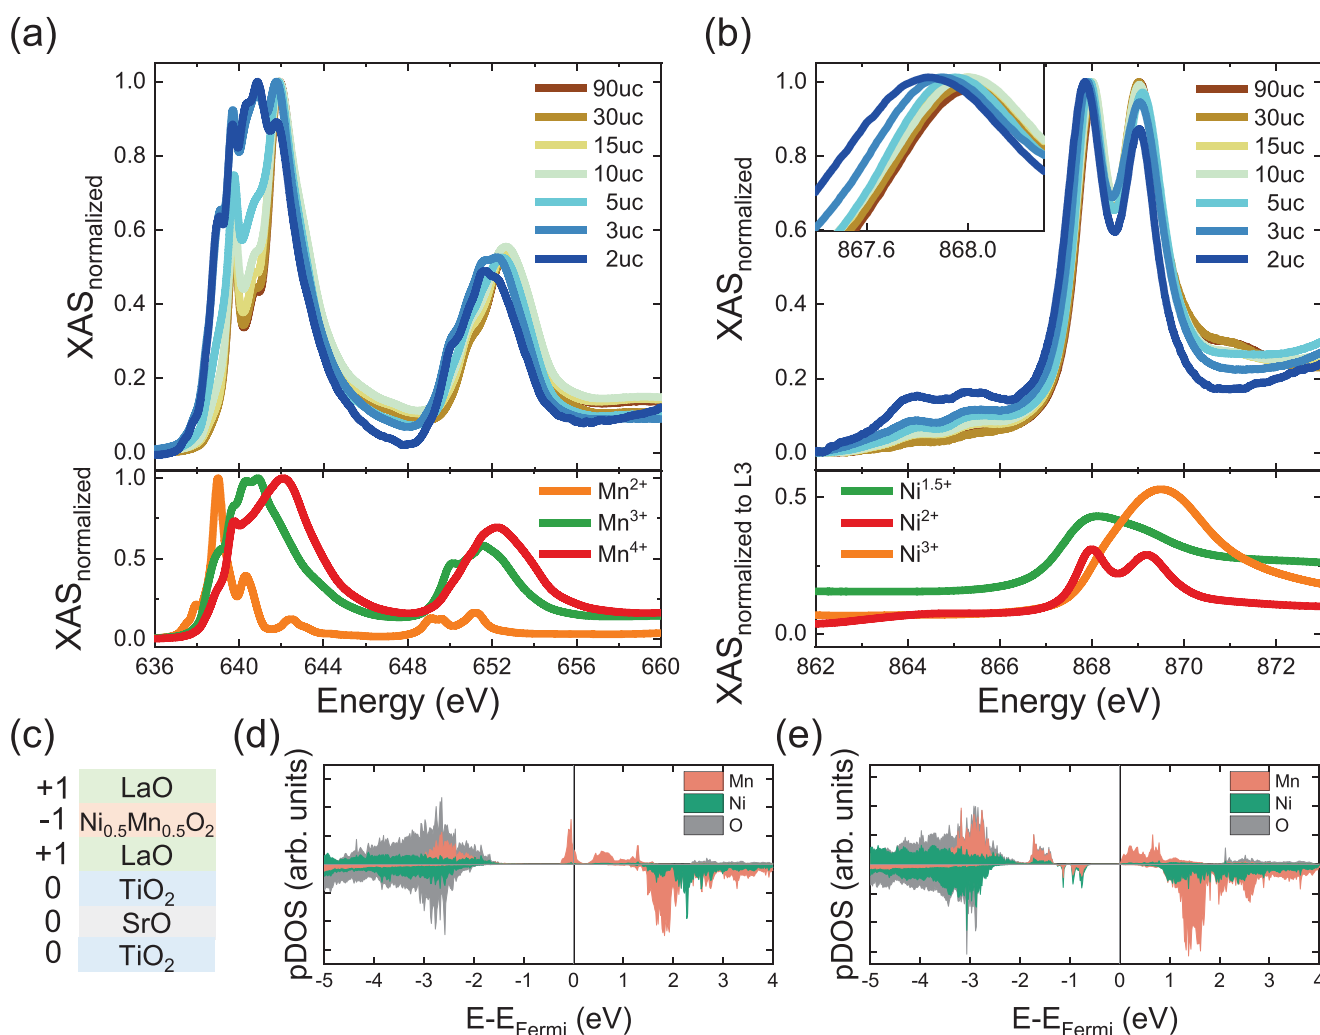 (a)
XAS normalized
1.0
0.8
0.6
0.4
0.2
0.0
90uc
30uc
15uc
10uc
5uc
3uc
2uc
XAS normalized
1.0
0.5
0.0
Mn2+
Mn3+
Mn4+
636 640 644 648 652 656 660
Energy (eV)
(b)
XAS normalized
1.0
0.8
0.6
0.4
0.2
0.0
867.6 868.0
90uc
30uc
15uc
10uc
5uc
3uc
2uc
XAS normalized to L3
0.5
0.0
Ni1.5+
Ni2+
Ni3+
862 864 866 868 870 872
Energy (eV)
(c)
+1 LaO
-1 Ni0.5Mn0.5O2
+1 LaO
0 TiO2
0 SrO
0 TiO2
(d)
pDOS (arb. units)
Mn
Ni
O
-5 -4 -3 -2 -1 0 1 2 3 4
E-EFermi (eV)
(e)
pDOS (arb. units)
Mn
Ni
O
-5 -4 -3 -2 -1 0 1 2 3 4
E-EFermi (eV)